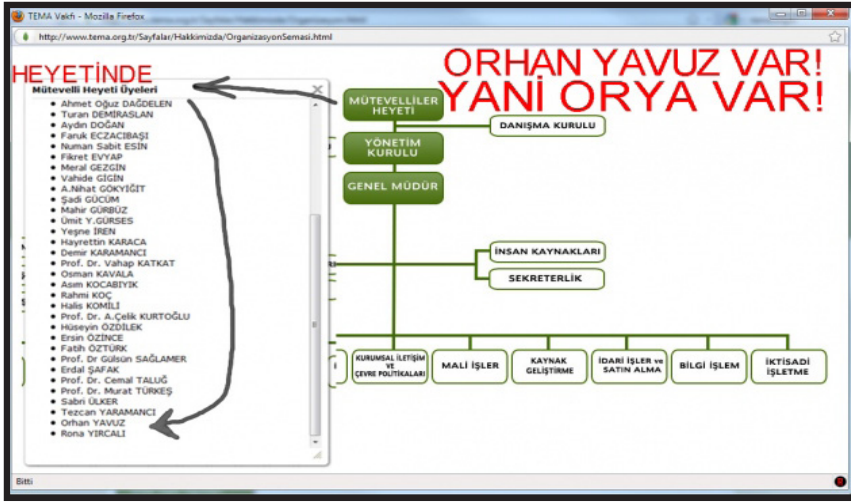 TEMA Vakfı - Mozilla Firefox
http://www.tema.org.tr/Sayfalar/Hakkimizda/OrganizasyonSemasi.html
ORHAN YAVUZ VAR!
YANİ ORYA VAR!
HEYETİNDE
Mütevelli Heyeti Üyeleri
Ahmet Oğuz DAĞDELEN
Turan DEMİRASLAN
Aydın DOĞAN
Faruk ECZACIBAŞI
Numan Sabit ESİN
Fikret EVYAP
Meral GEZGİN
Vahide GİGİN
A.Nihat GÖKYİĞİT
Şadi GÜCÜM
Mahir GÜRBÜZ
Ümit Y.GÜRSES
Yeşne İREN
Hayrettin KARACA
Demir KARAMANCI
Prof. Dr. Vahap KATKAT
Osman KAVALA
Asım KOCABIYIK
Rahmi KOÇ
Halis KOMİLİ
Prof. Dr. A.Çelik KURTOĞLU
Hüseyin ÖZDİLEK
Ersin ÖZİNCE
Fatih ÖZTÜRK
Prof. Dr Gülsün SAĞLAMER
Erdal ŞAFAK
Prof. Dr. Cemal TALUĞ
Prof. Dr. Murat TÜRKEŞ
Sabri ÜLKER
Tezcan YARAMANCI
Orhan YAVUZ
Rona YIRCALI
MÜTEVELLİLER
HEYETİ
DANIŞMA KURULU
YÖNETİM
KURULU
GENEL MÜDÜR
İNSAN KAYNAKLARI
SEKRETERLİK
KURUMSAL İLETİŞİM
VE
ÇEVRE POLİTİKALARI
MALİ İŞLER
KAYNAK
GELİŞTİRME
İDARİ İŞLER ve
SATIN ALMA
BİLGİ İŞLEM
İKTİSADİ
İŞLETME
Bitti